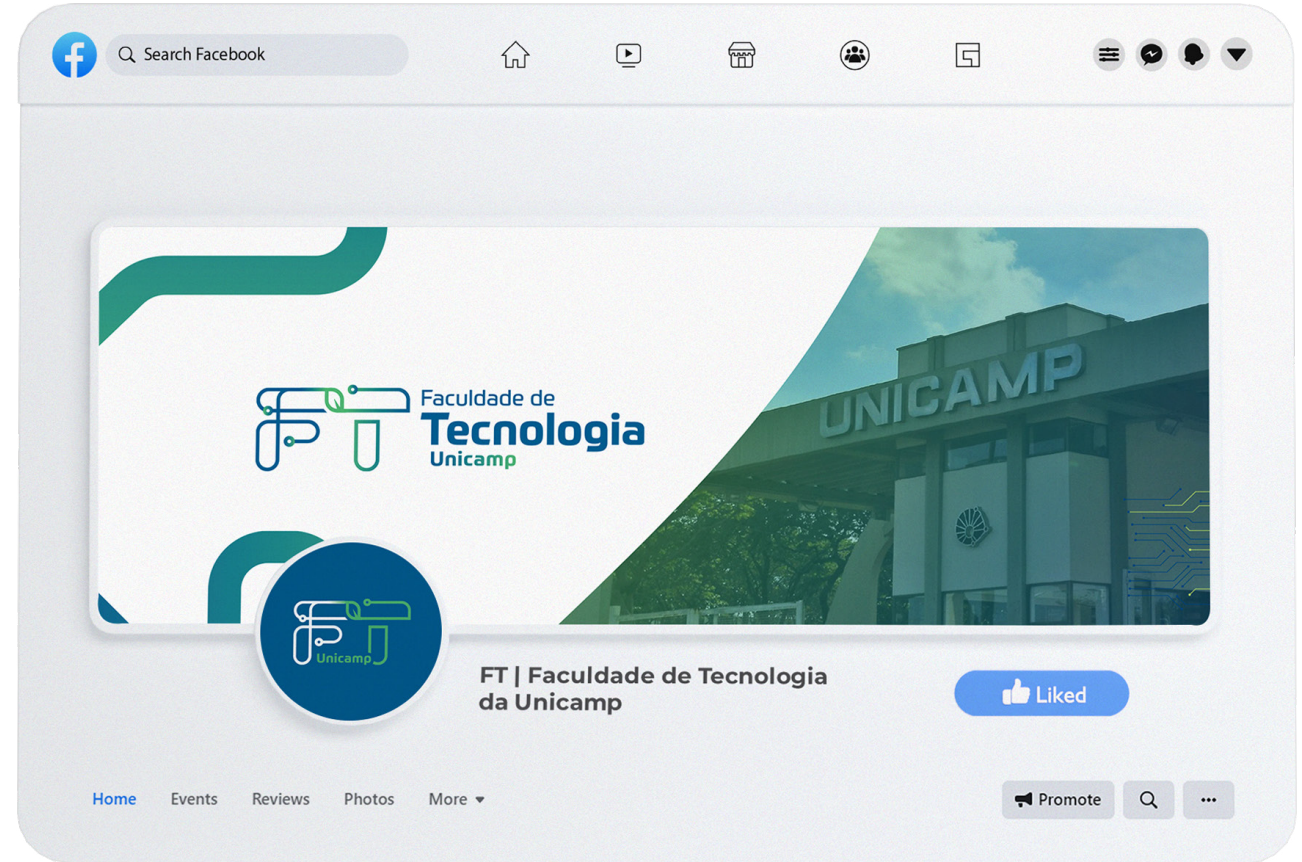 Search Facebook
Faculdade de
Tecnologia
Unicamp
UNICAMP
FT
Unicamp
FT | Faculdade de Tecnologia
da Unicamp
Liked
Home Events Reviews Photos More
Promote